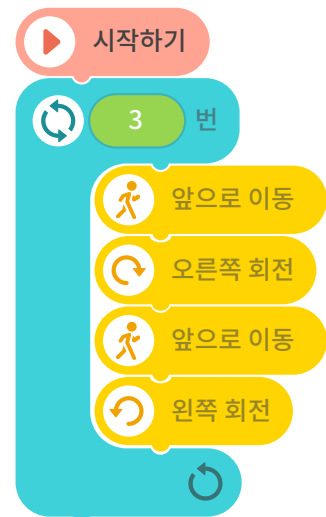 시작하기
3 번
앞으로 이동
오른쪽 회전
앞으로 이동
왼쪽 회전